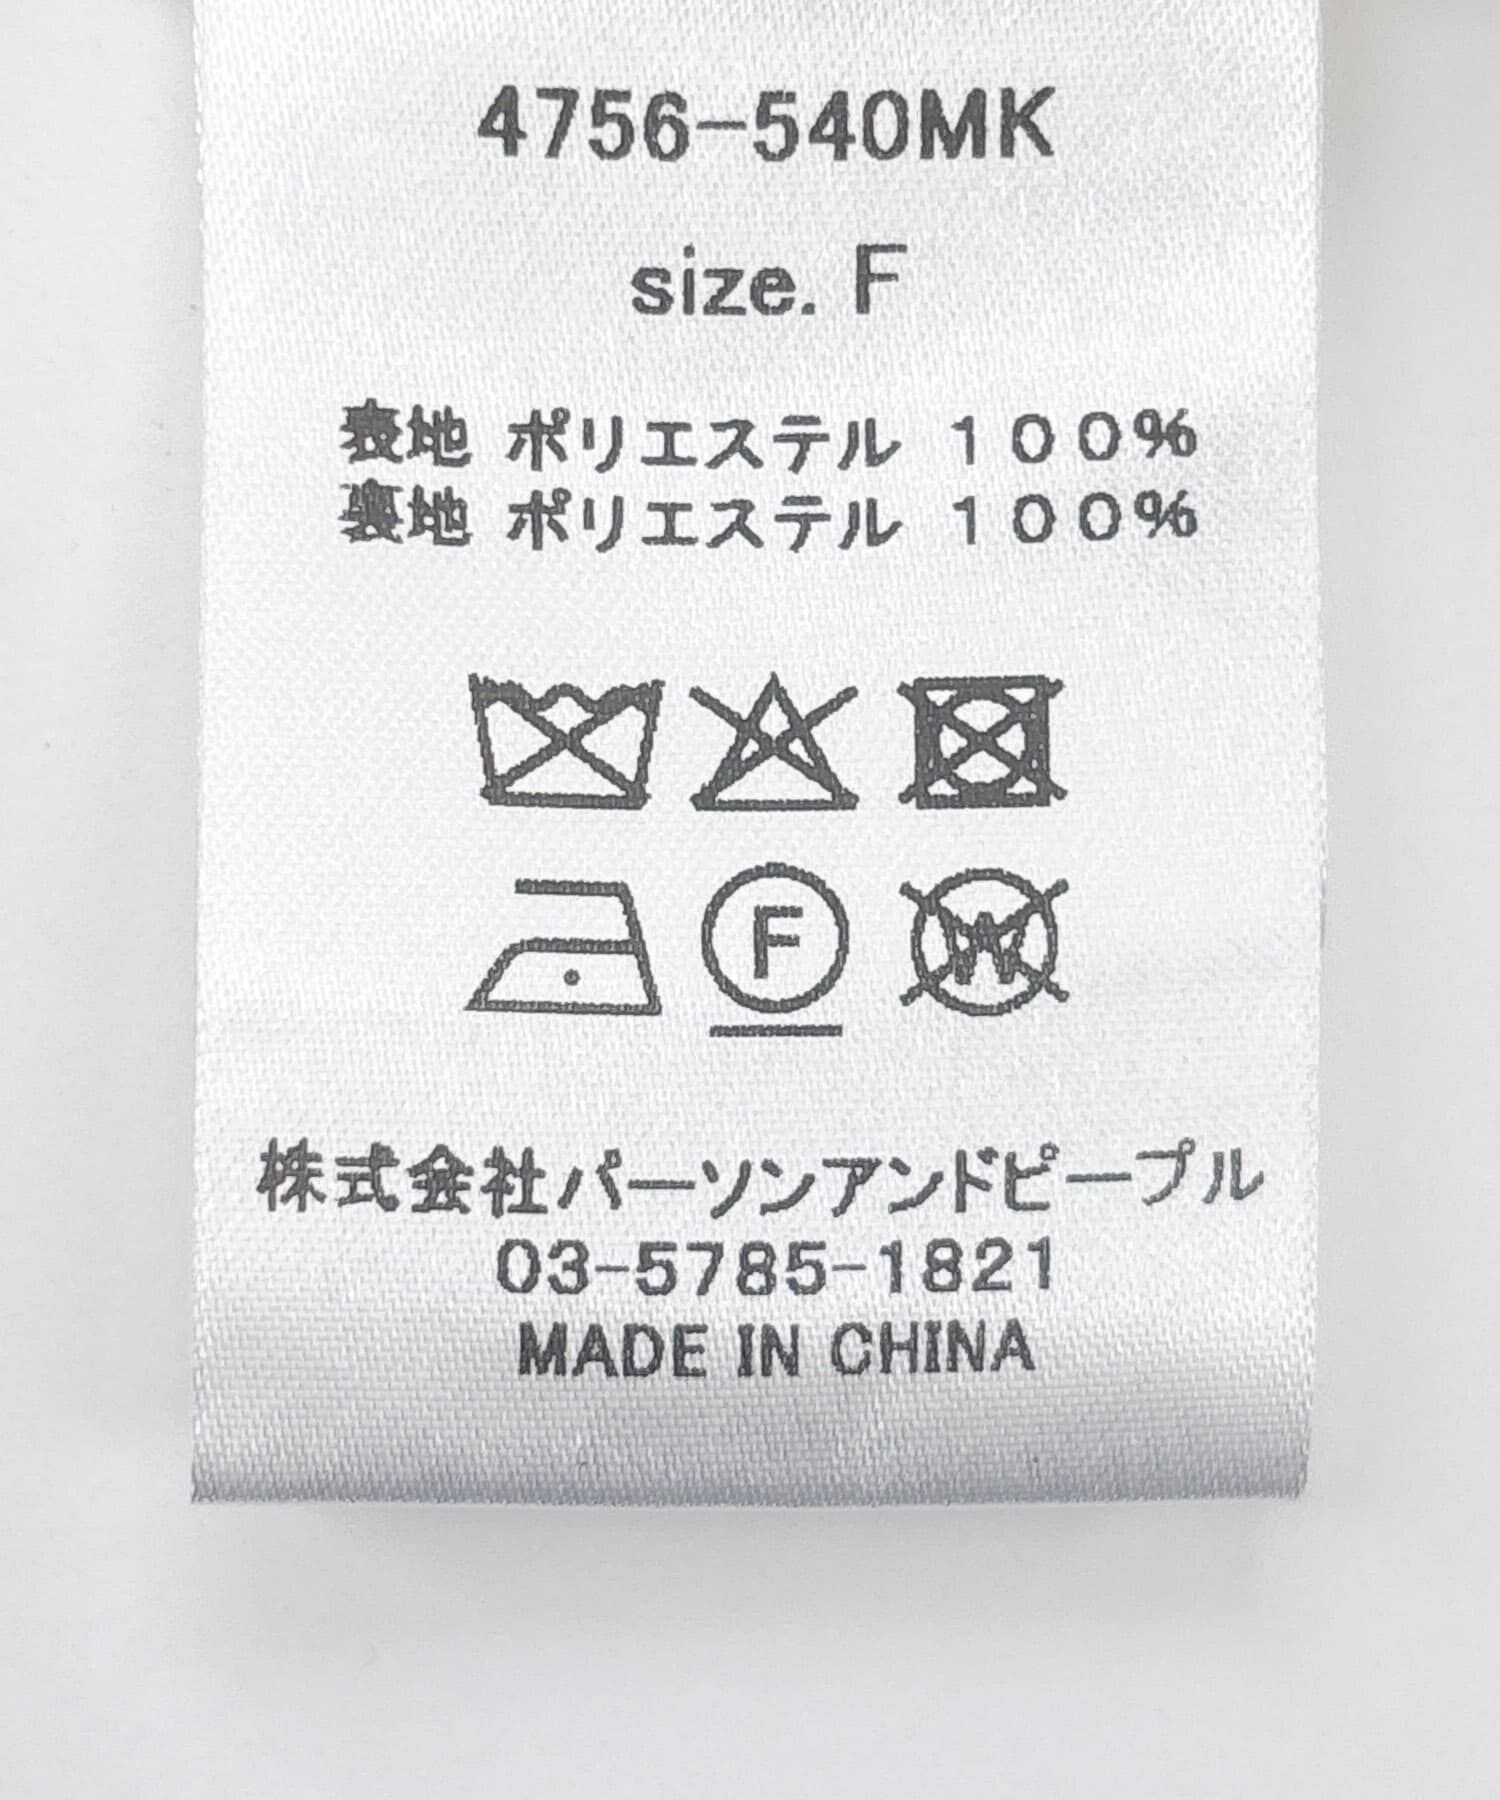 4756-540MK
size. F
表地 ポリエステル 100%
裏地 ポリエステル 100%
F W
株式会社パーソンアンドピープル
03-5785-1821
MADE IN CHINA